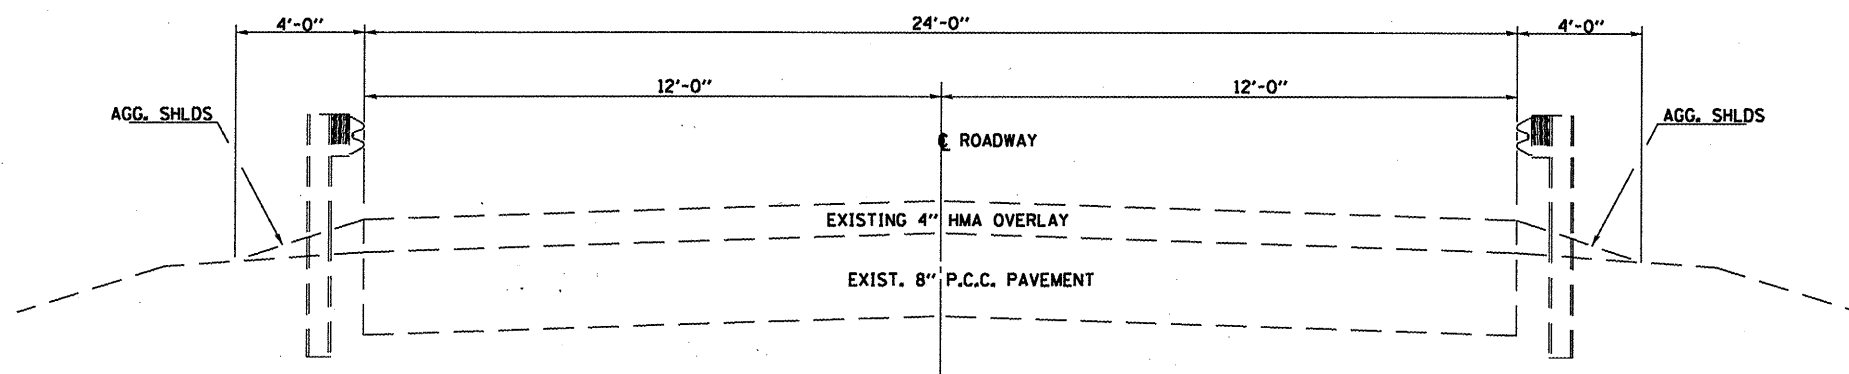 4'-0" 24'-0" 4'-0"
12'-0" 12'-0"
AGG. SHLDS AGG. SHLDS
℄ ROADWAY
EXISTING 4" HMA OVERLAY
EXIST. 8" P.C.C. PAVEMENT